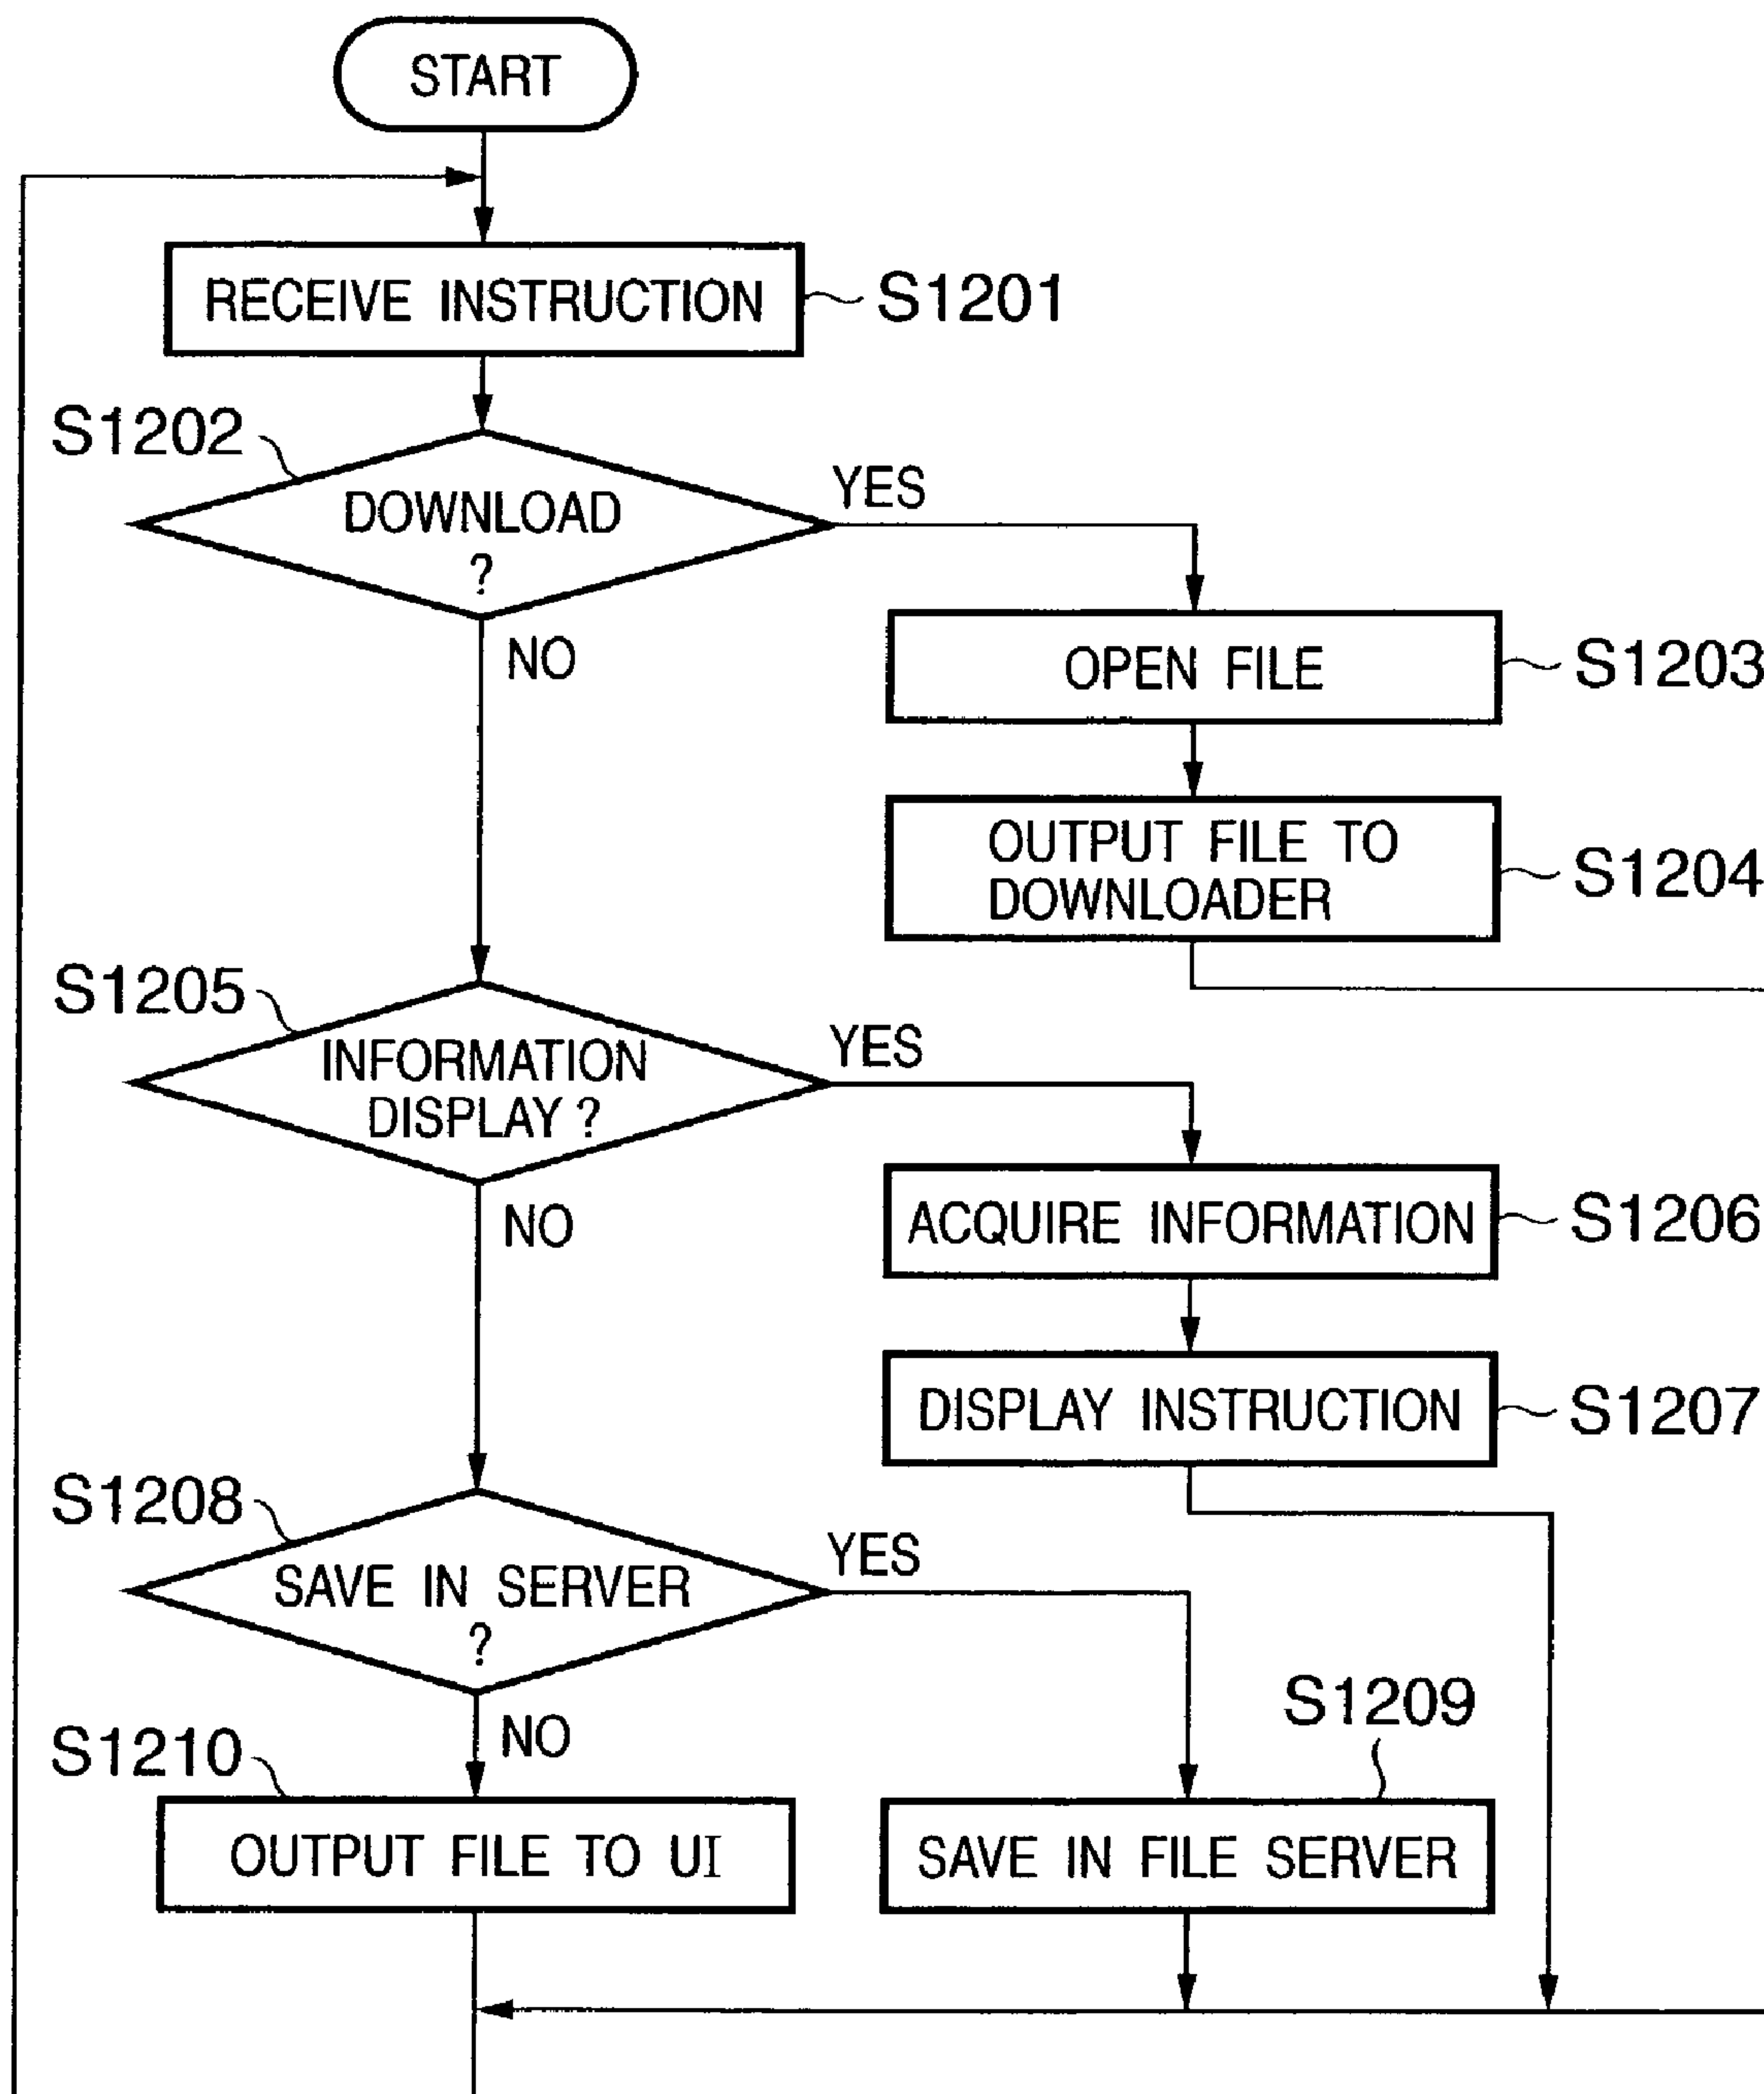 START
RECEIVE INSTRUCTION
S1201
S1202
DOWNLOAD
?
YES
NO
OPEN FILE
S1203
OUTPUT FILE TO
DOWNLOADER
S1204
S1205
INFORMATION
DISPLAY ?
YES
NO
ACQUIRE INFORMATION
S1206
DISPLAY INSTRUCTION
S1207
S1208
SAVE IN SERVER
?
YES
NO
S1209
SAVE IN FILE SERVER
S1210
OUTPUT FILE TO UI